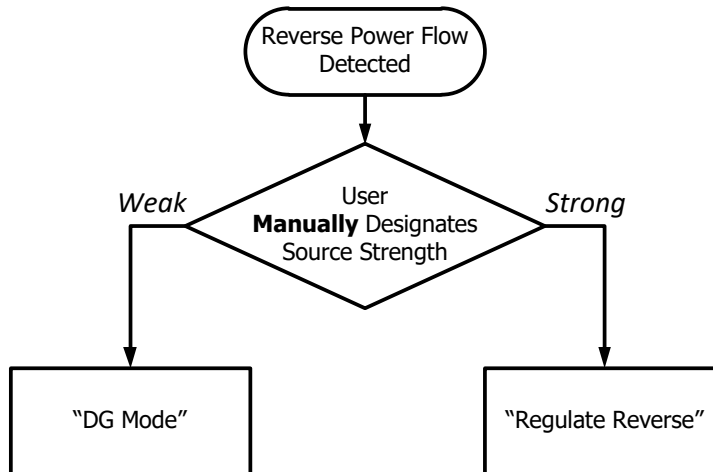 Reverse Power Flow
Detected
User
Manually Designates
Source Strength
Weak
Strong
“DG Mode”
“Regulate Reverse”